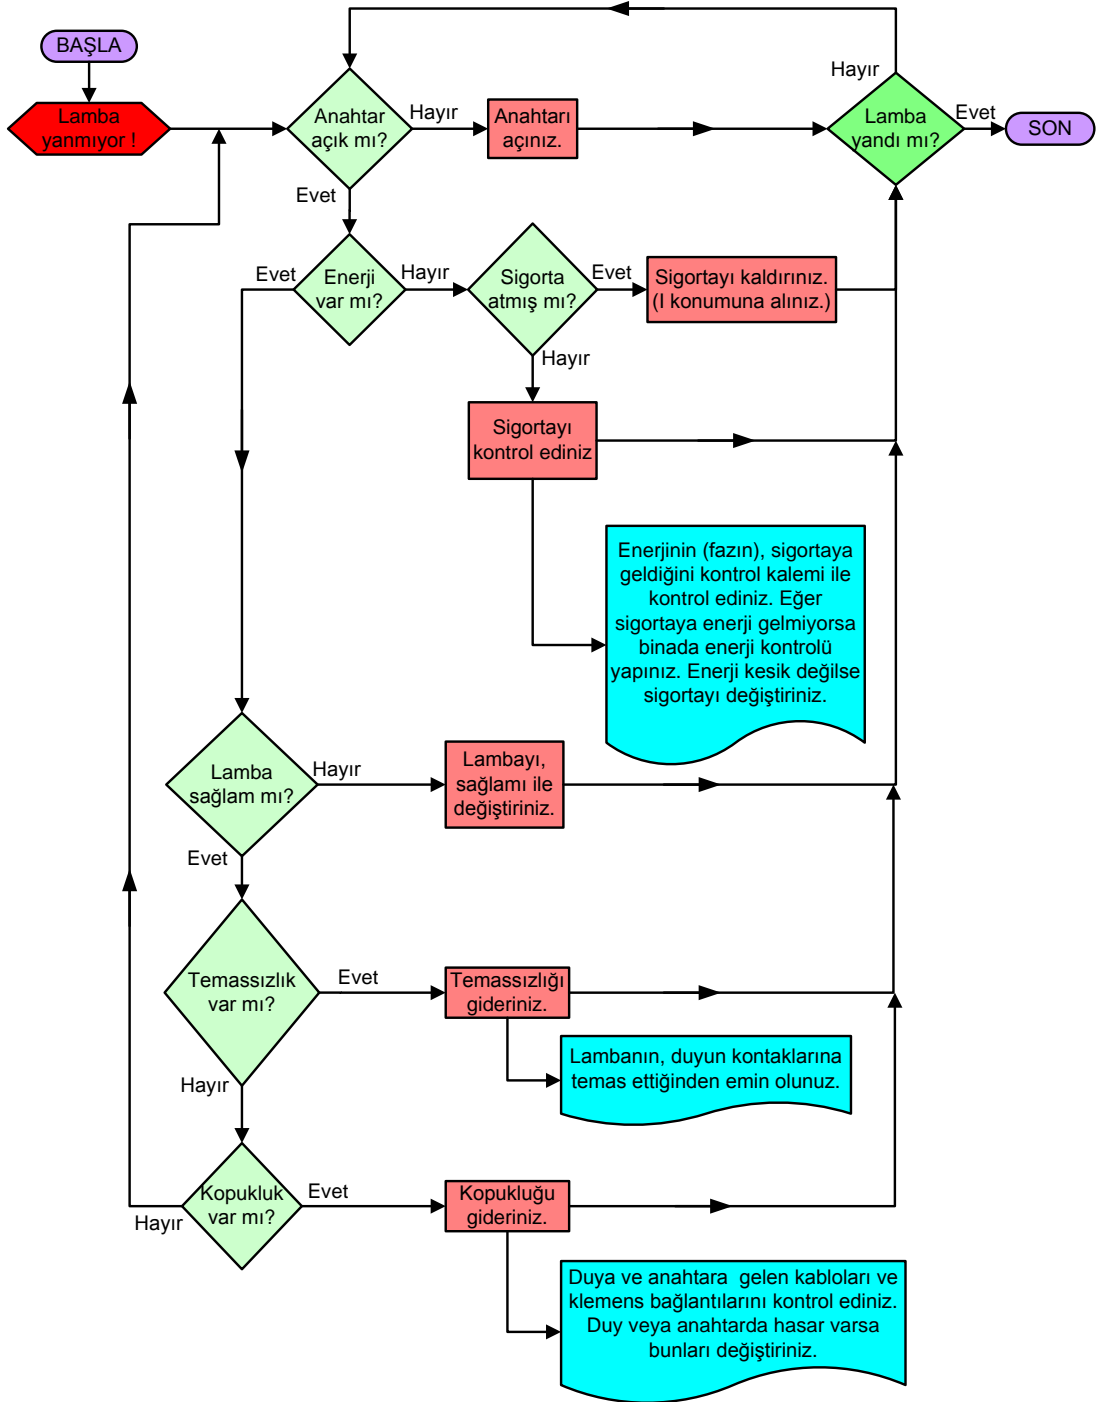 BAŞLA
Lamba
yanmıyor !
Anahtar
açık mı?
Hayır
Anahtarı
açınız.
Hayır
Lamba
yandı mı?
Evet
SON
Evet
Evet
Enerji
var mı?
Hayır
Sigorta
atmış mı?
Evet
Sigortayı kaldırınız.
(I konumuna alınız.)
Hayır
Sigortayı
kontrol ediniz
Enerjinin (fazın), sigortaya
geldiğini kontrol kalemi ile
kontrol ediniz. Eğer
sigortaya enerji gelmiyorsa
binada enerji kontrolü
yapınız. Enerji kesik değilse
sigortayı değiştiriniz.
Lamba
sağlam mı?
Hayır
Lambayı,
sağlamı ile
değiştiriniz.
Evet
Temassızlık
var mı?
Evet
Temassızlığı
gideriniz.
Lambanın, duyun kontaklarına
temas ettiğinden emin olunuz.
Hayır
Kopukluk
var mı?
Evet
Kopukluğu
gideriniz.
Hayır
Duya ve anahtara gelen kabloları ve
klemens bağlantılarını kontrol ediniz.
Duy veya anahtarda hasar varsa
bunları değiştiriniz.